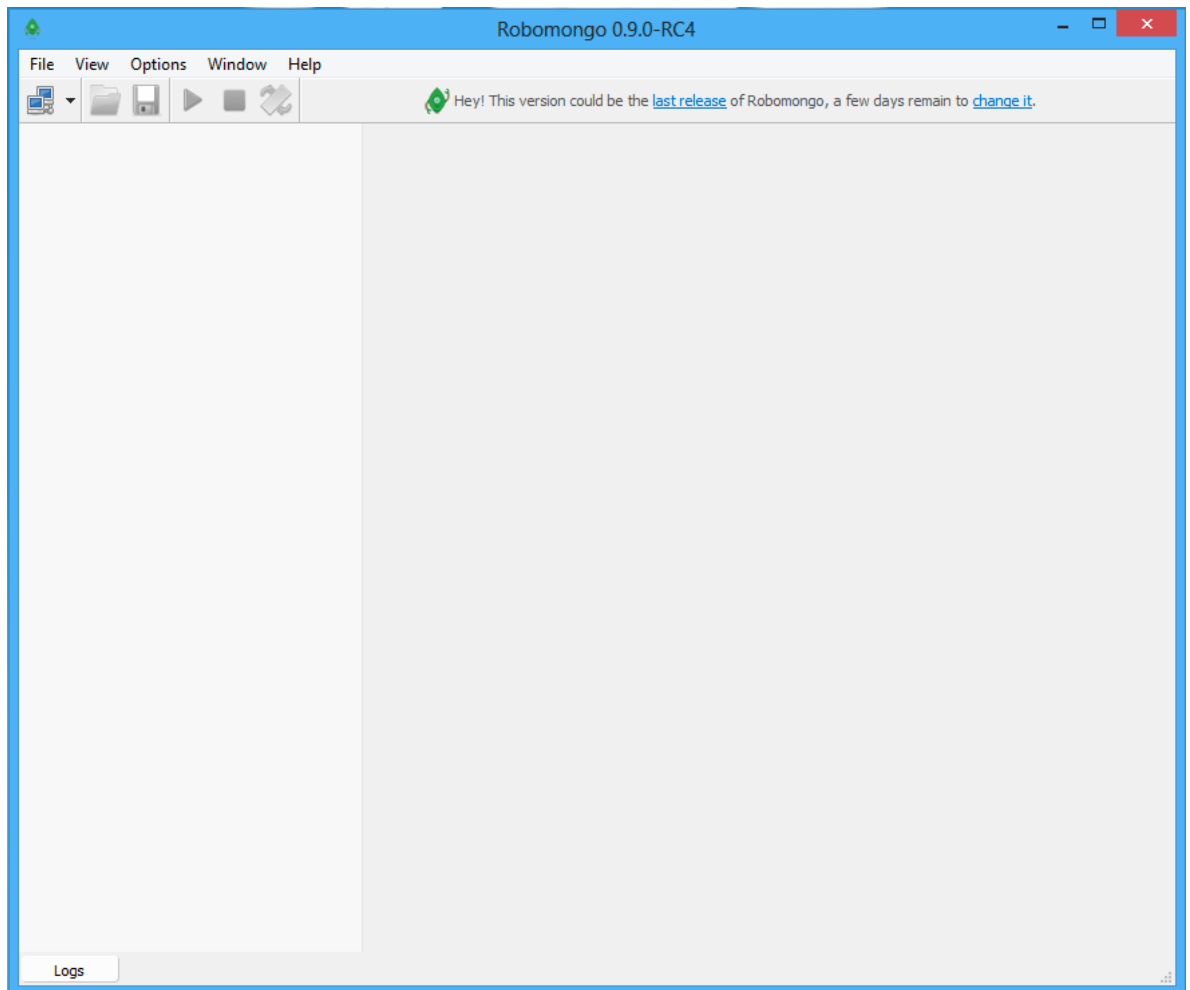 Robomongo 0.9.0-RC4
File View Options Window Help
Hey! This version could be the last release of Robomongo, a few days remain to change it.
Logs